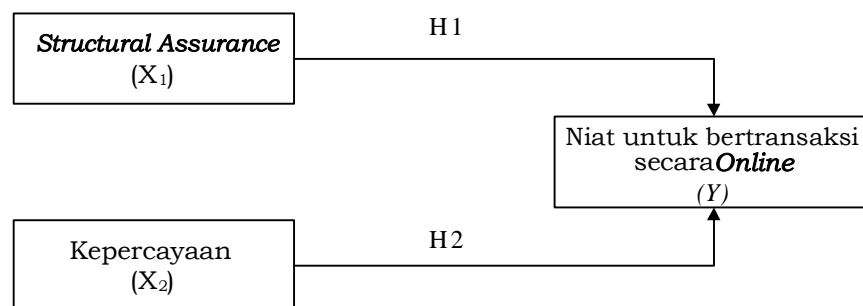 H1
Structural Assurance
(X₁)
Niat untuk bertransaksi
secaraOnline
(Y)
H2
Kepercayaan
(X₂)